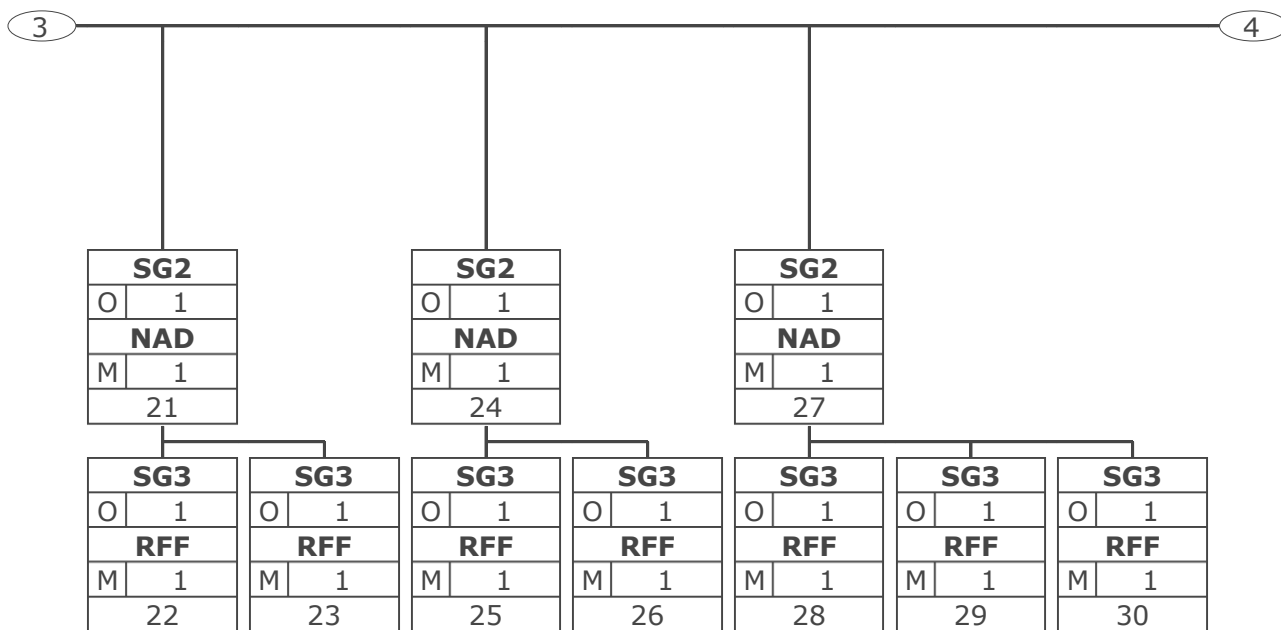 3 4
SG2 SG2 SG2
O 1 O 1 O 1
NAD NAD NAD
M 1 M 1 M 1
21 24 27
SG3 SG3 SG3 SG3 SG3 SG3 SG3
O 1 O 1 O 1 O 1 O 1 O 1 O 1
RFF RFF RFF RFF RFF RFF RFF
M 1 M 1 M 1 M 1 M 1 M 1 M 1
22 23 25 26 28 29 30